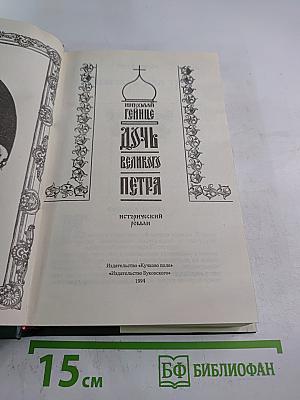 НИКОЛАЙ
ГЕЙНЦЕ
ДОЧЬ
ВЕЛИКОГО
ПЕТРА
ИСТОРИЧЕСКИЙ
РОМАН
Издательство «Кучково поле»
«Издательство Буковского»
1994
15 см
БФ БИБЛИОФАН